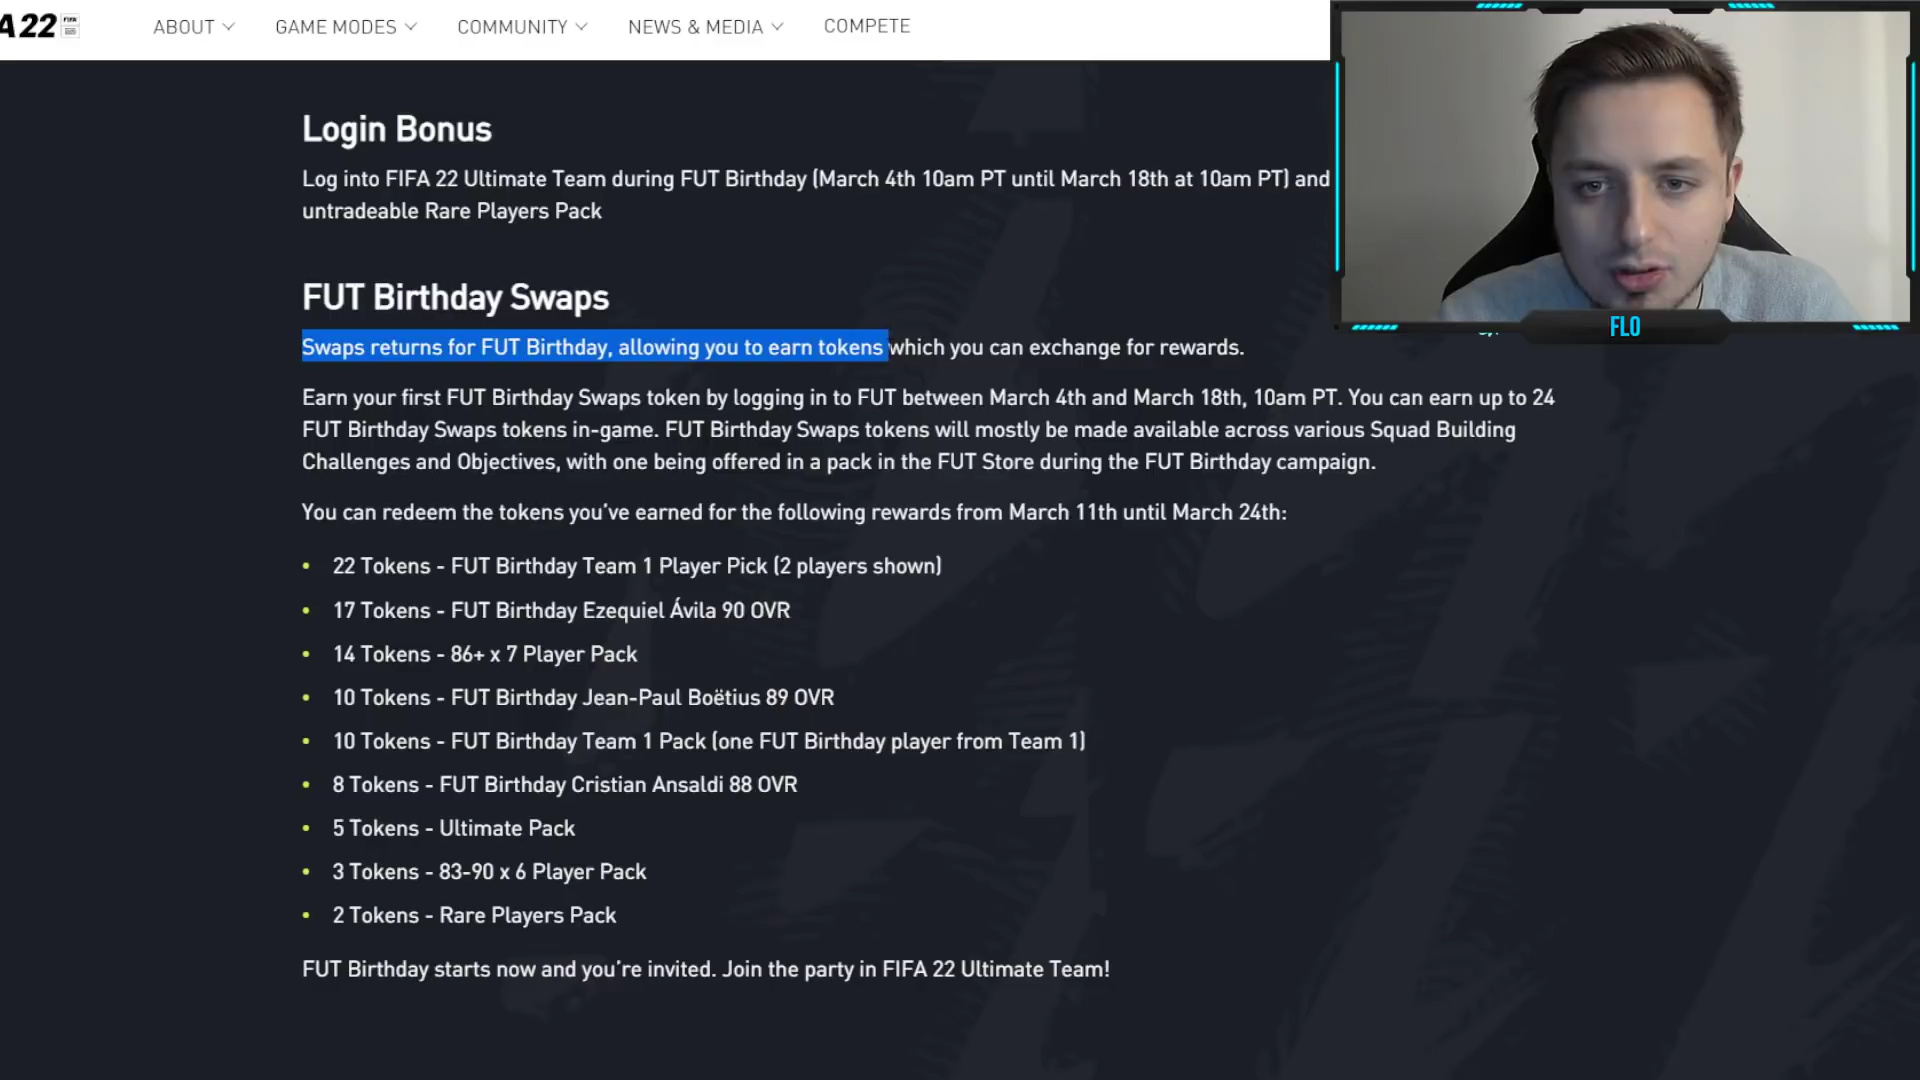 A 22
ABOUT
GAME MODES
COMMUNITY
NEWS & MEDIA
COMPETE
Login Bonus
Log into FIFA 22 Ultimate Team during FUT Birthday (March 4th 10am PT until March 18th at 10am PT) and
untradeable Rare Players Pack
FLO
FUT Birthday Swaps
Swaps returns for FUT Birthday, allowing you to earn tokens which you can exchange for rewards.
Earn your first FUT Birthday Swaps token by logging in to FUT between March 4th and March 18th, 10am PT. You can earn up to 24
FUT Birthday Swaps tokens in-game. FUT Birthday Swaps tokens will mostly be made available across various Squad Building
Challenges and Objectives, with one being offered in a pack in the FUT Store during the FUT Birthday campaign.
You can redeem the tokens you've earned for the following rewards from March 11th until March 24th:
• 22 Tokens - FUT Birthday Team 1 Player Pick (2 players shown)
• 17 Tokens - FUT Birthday Ezequiel Ávila 90 OVR
• 14 Tokens - 86+ x 7 Player Pack
• 10 Tokens - FUT Birthday Jean-Paul Boëtius 89 OVR
• 10 Tokens - FUT Birthday Team 1 Pack (one FUT Birthday player from Team 1)
• 8 Tokens - FUT Birthday Cristian Ansaldi 88 OVR
• 5 Tokens - Ultimate Pack
• 3 Tokens - 83-90 x 6 Player Pack
• 2 Tokens - Rare Players Pack
FUT Birthday starts now and you're invited. Join the party in FIFA 22 Ultimate Team!